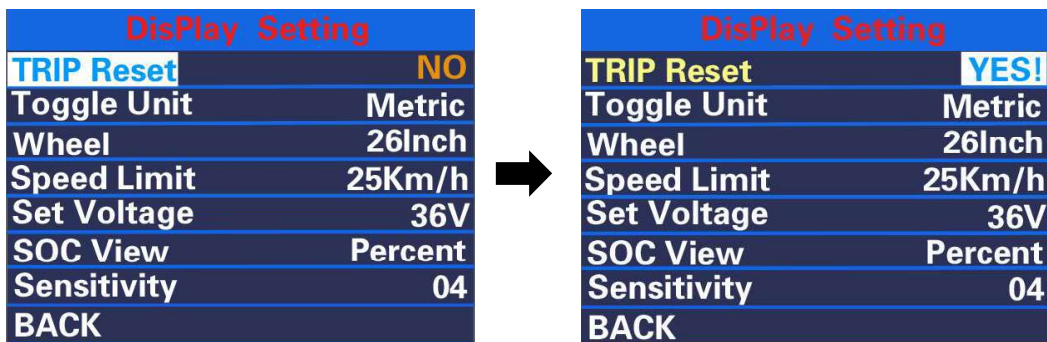 DisPlay Setting
TRIP Reset NO
Toggle Unit Metric
Wheel 26Inch
Speed Limit 25Km/h
Set Voltage 36V
SOC View Percent
Sensitivity 04
BACK
DisPlay Setting
TRIP Reset YES!
Toggle Unit Metric
Wheel 26Inch
Speed Limit 25Km/h
Set Voltage 36V
SOC View Percent
Sensitivity 04
BACK